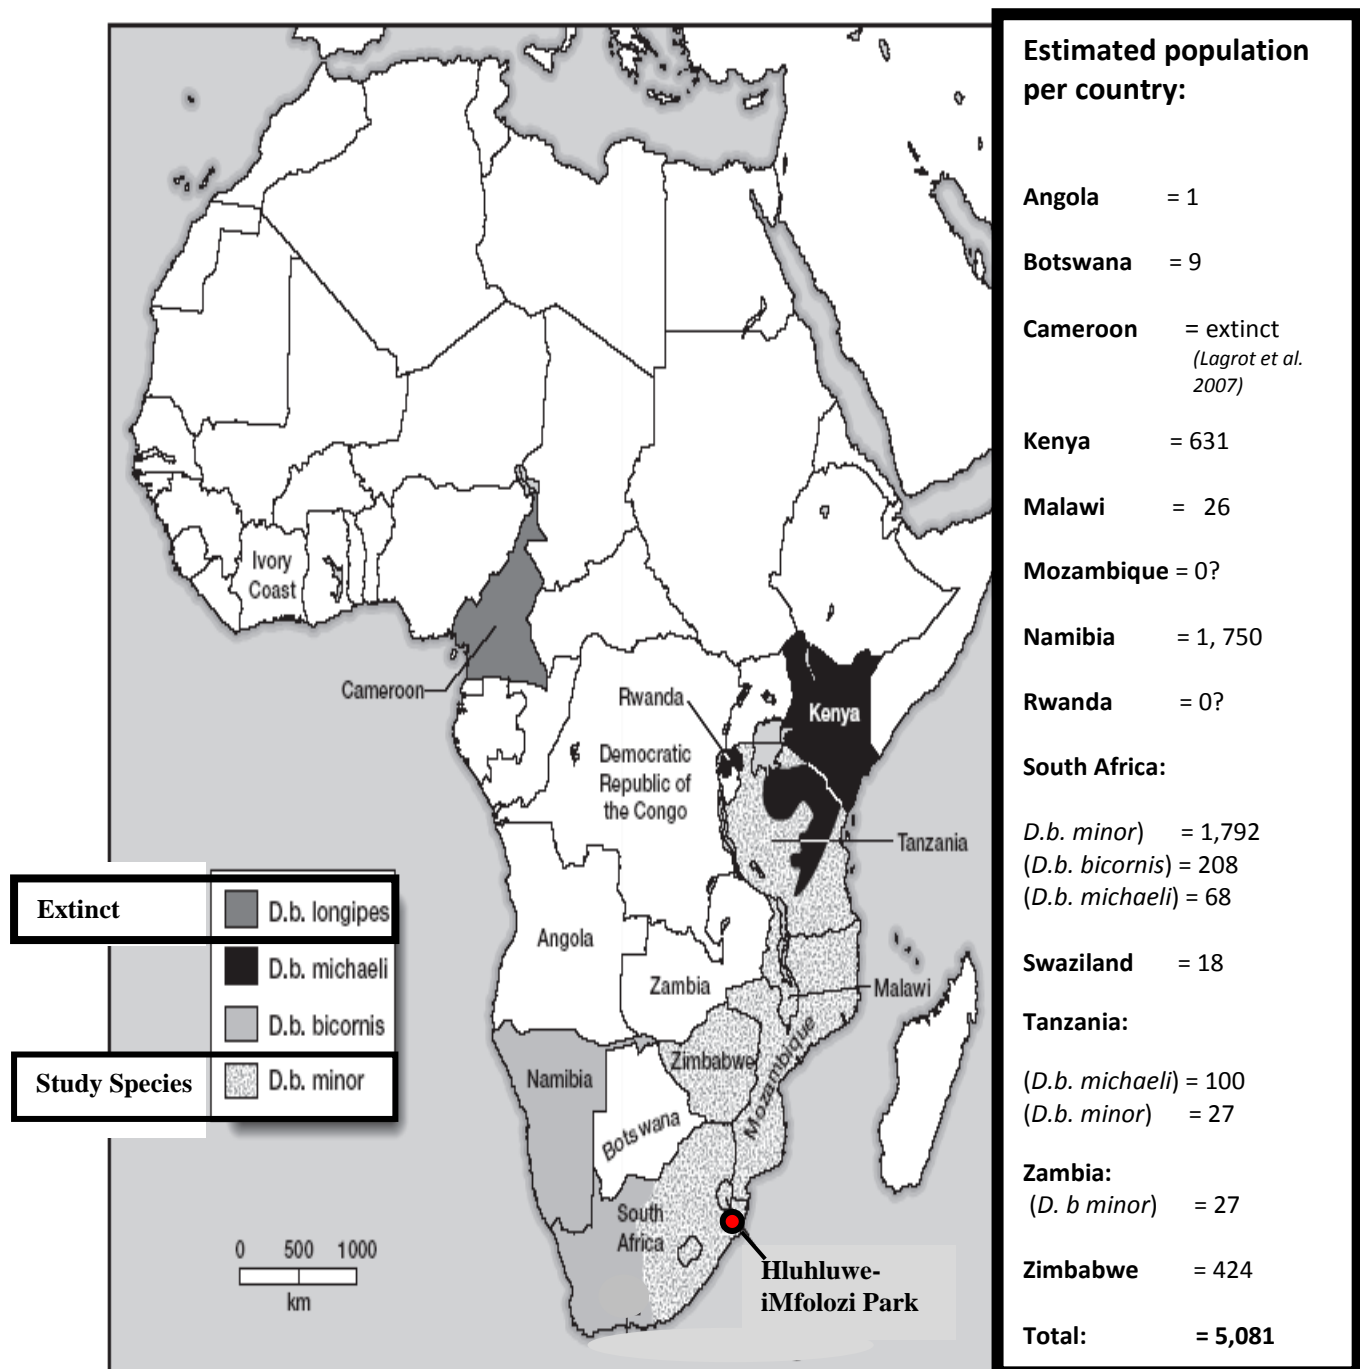 Ivory
Coast
Cameroon
Rwanda
Kenya
Democratic
Republic of
the Congo
Tanzania
Angola
Zambia
Malawi
Zimbabwe
Mozambique
Namibia
Botswana
South
Africa
Hluhluwe-
iMfolozi Park
Extinct
D.b. longipes
D.b. michaeli
D.b. bicornis
Study Species
D.b. minor
0 500 1000
km
Estimated population
per country:
Angola = 1
Botswana = 9
Cameroon = extinct
(Lagrot et al.
2007)
Kenya = 631
Malawi = 26
Mozambique = 0?
Namibia = 1, 750
Rwanda = 0?
South Africa:
D.b. minor) = 1,792
(D.b. bicornis) = 208
(D.b. michaeli) = 68
Swaziland = 18
Tanzania:
(D.b. michaeli) = 100
(D.b. minor) = 27
Zambia:
(D. b minor) = 27
Zimbabwe = 424
Total: = 5,081